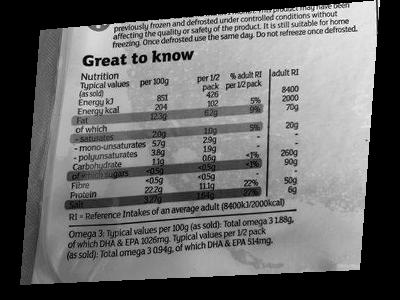 previously frozen and defrosted under controlled conditions without
affecting the quality or safety of the product. It is still suitable for home
freezing. Once defrosted use the same day. Do not refreeze once defrosted.
Great to know
Nutrition
Typical values per 100g per 1/2 % adult RI adult RI
(as sold) pack per 1/2 pack
Energy kJ 851 426 8400
Energy kcal 204 102 5% 2000
Fat 12.3g 6.2g 9% 70g
of which
- saturates 2.0g 1.0g 5% 20g
- mono-unsaturates 5.7g 2.9g -
- polyunsaturates 3.8g 1.9g -
Carbohydrate 1.1g 0.6g <1% 260g
of which sugars <0.5g <0.5g <1% 90g
Fibre <0.5g <0.5g -
Protein 22.2g 11.1g 22% 50g
Salt 3.27g 1.64g 27% 6g
RI = Reference Intakes of an average adult (8400kJ/2000kcal)
Omega 3: Typical values per 100g (as sold): Total omega 3 1.88g,
of which DHA & EPA 1026mg. Typical values per 1/2 pack
(as sold): Total omega 3 0.94g, of which DHA & EPA 514mg.